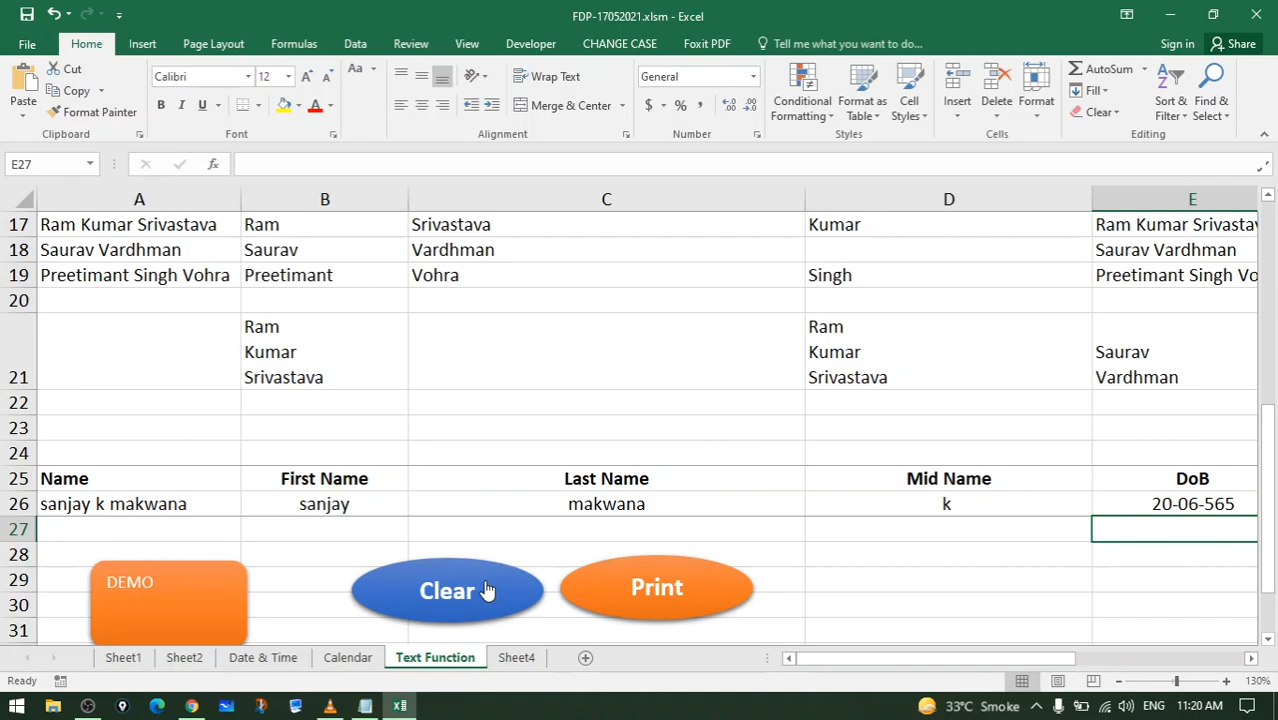 FDP-17052021.xlsm - Excel
File Home Insert Page Layout Formulas Data Review View Developer CHANGE CASE Foxit PDF Tell me what you want to do... Sign in Share
Paste Cut Copy Format Painter
Calibri 12 Aa
B I U A
Wrap Text
Merge & Center
General
$ % ,
Conditional Formatting Format as Table Cell Styles
Insert Delete Format
AutoSum Fill Clear
Sort & Filter Find & Select
Clipboard Font Alignment Number Styles Cells Editing
E27 fx
A B C D E
17 Ram Kumar Srivastava Ram Srivastava Kumar Ram Kumar Srivasta
18 Saurav Vardhman Saurav Vardhman Saurav Vardhman
19 Preetimant Singh Vohra Preetimant Vohra Singh Preetimant Singh Vo
20
Ram Ram
Kumar Kumar Saurav
21 Srivastava Srivastava Vardhman
22
23
24
25 Name First Name Last Name Mid Name DoB
26 sanjay k makwana sanjay makwana k 20-06-565
27
28
29 DEMO Clear Print
30
31
Sheet1 Sheet2 Date & Time Calendar Text Function Sheet4
Ready 130%
33°C Smoke ENG 11:20 AM